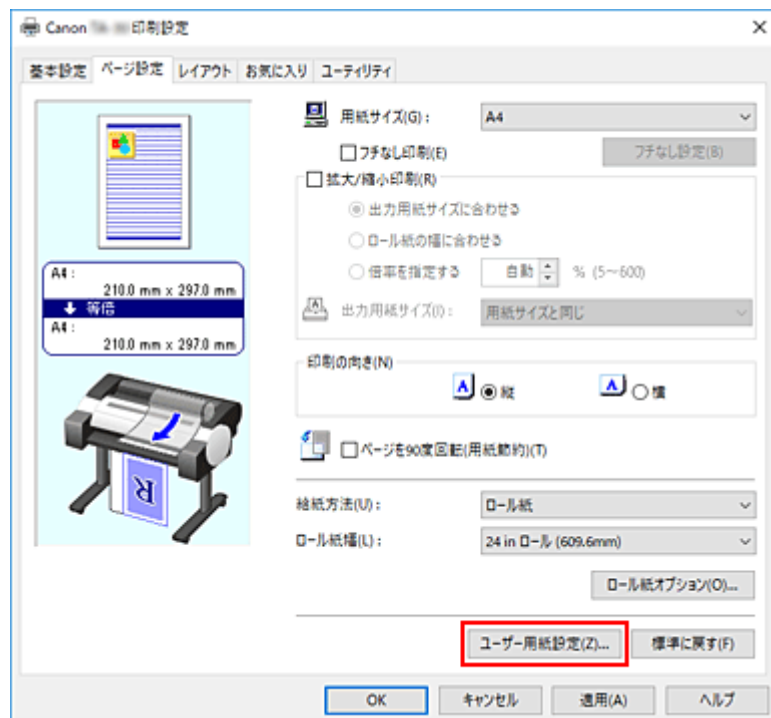 Canon 印刷設定
基本設定 ページ設定 レイアウト お気に入り ユーティリティ
用紙サイズ(G): A4
フチなし印刷(E) フチなし設定(B)
拡大/縮小印刷(R)
出力用紙サイズに合わせる
ロール紙の幅に合わせる
倍率を指定する 自動 % (5～600)
出力用紙サイズ(I): 用紙サイズと同じ
A4:
210.0 mm x 297.0 mm
等倍
A4:
210.0 mm x 297.0 mm
印刷の向き(N)
A 縦 A 横
ページを90度回転(用紙節約)(T)
R
給紙方法(U): ロール紙
ロール紙幅(L): 24 in ロール (609.6mm)
ロール紙オプション(O)...
ユーザー用紙設定(Z)... 標準に戻す(F)
OK キャンセル 適用(A) ヘルプ